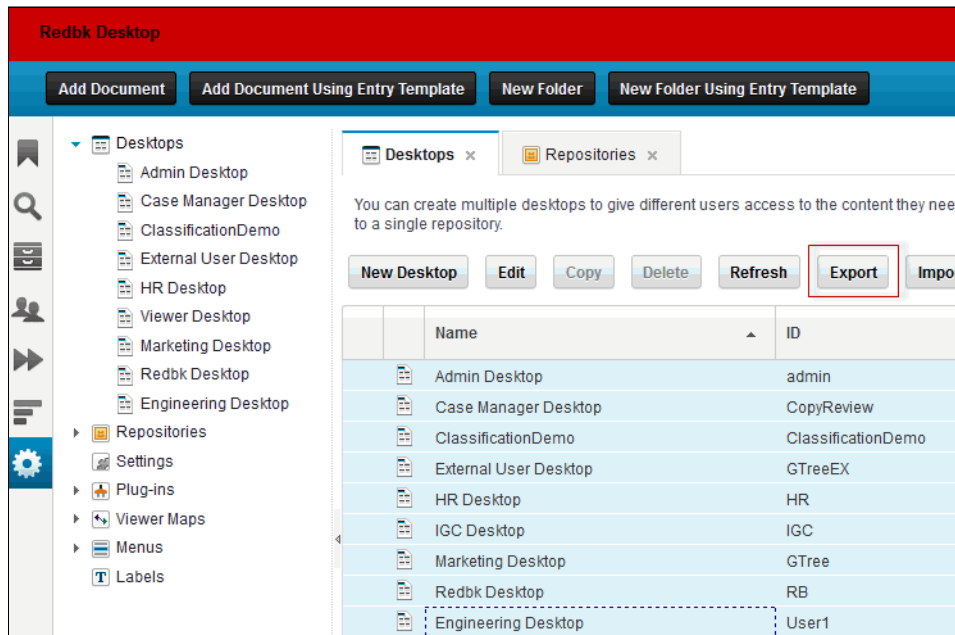 Redbk Desktop
Add Document Add Document Using Entry Template New Folder New Folder Using Entry Template
Desktops
Admin Desktop
Case Manager Desktop
ClassificationDemo
External User Desktop
HR Desktop
Viewer Desktop
Marketing Desktop
Redbk Desktop
Engineering Desktop
Repositories
Settings
Plug-ins
Viewer Maps
Menus
T Labels
Desktops × Repositories ×
You can create multiple desktops to give different users access to the content they nee
to a single repository.
New Desktop Edit Copy Delete Refresh Export Impo
Name ID
Admin Desktop admin
Case Manager Desktop CopyReview
ClassificationDemo ClassificationDemo
External User Desktop GTreeEX
HR Desktop HR
IGC Desktop IGC
Marketing Desktop GTree
Redbk Desktop RB
Engineering Desktop User1